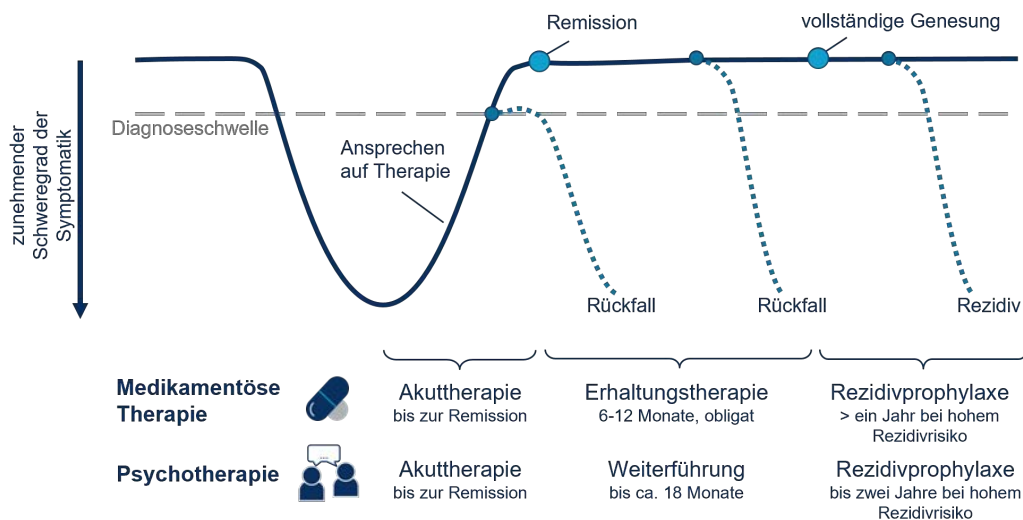 Remission
vollständige Genesung
zunehmender
Schweregrad der
Symptomatik
Diagnoseschwelle
Ansprechen
auf Therapie
Rückfall
Rückfall
Rezidiv
Medikamentöse
Therapie
Akuttherapie
bis zur Remission
Erhaltungstherapie
6-12 Monate, obligat
Rezidivprophylaxe
> ein Jahr bei hohem
Rezidivrisiko
Psychotherapie
...
Akuttherapie
bis zur Remission
Weiterführung
bis ca. 18 Monate
Rezidivprophylaxe
bis zwei Jahre bei hohem
Rezidivrisiko